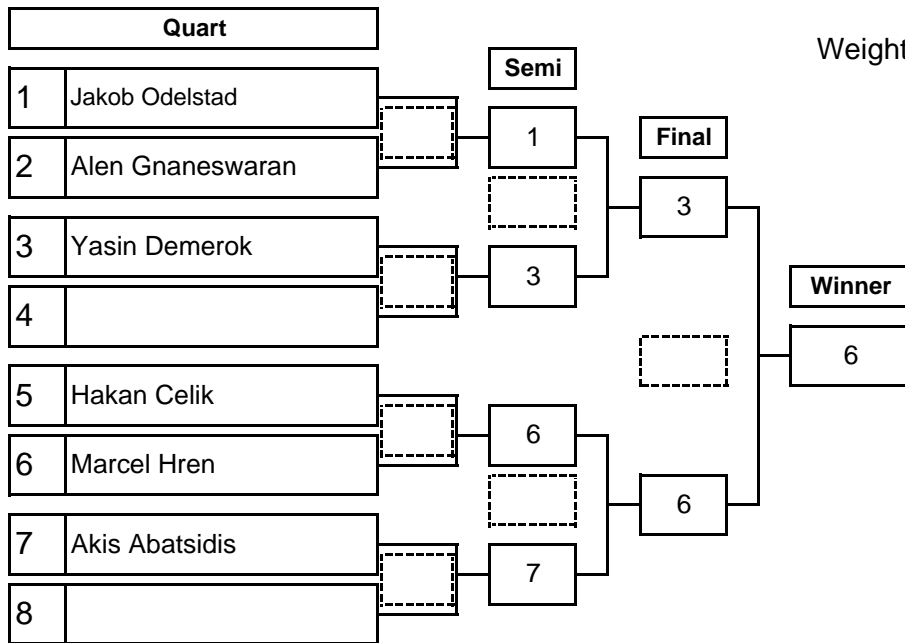 Quart
Weight
Semi
1 Jakob Odelstad
1
Final
2 Alen Gnaneswaran
3
3 Yasin Demerok
3
Winner
4
6
5 Hakan Celik
6
6 Marcel Hren
6
7 Akis Abatsidis
7
8